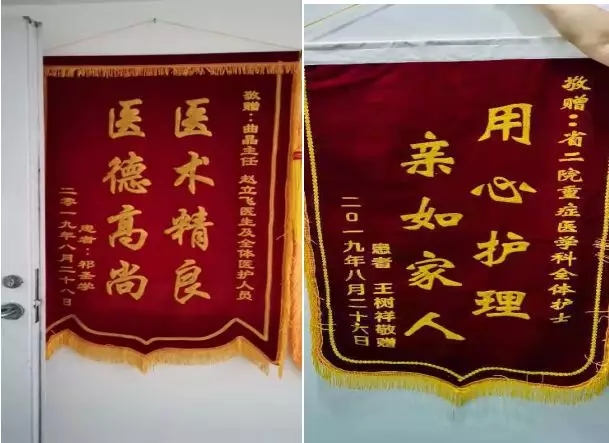 敬赠：曲晶主任 赵立飞医生及全体医护人员
医术精良
医德高尚
患者：祁圣学
二零一九年八月二十八日
敬赠：省二院重症医学科全体护士
用心护理
亲如家人
患者 王树祥敬赠
二〇一九年八月二十六日